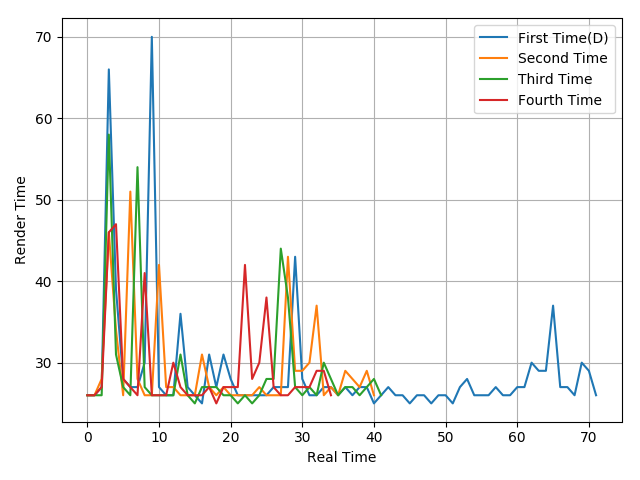 70
60
50
40
30
Render Time
0 10 20 30 40 50 60 70
Real Time
First Time(D)
Second Time
Third Time
Fourth Time